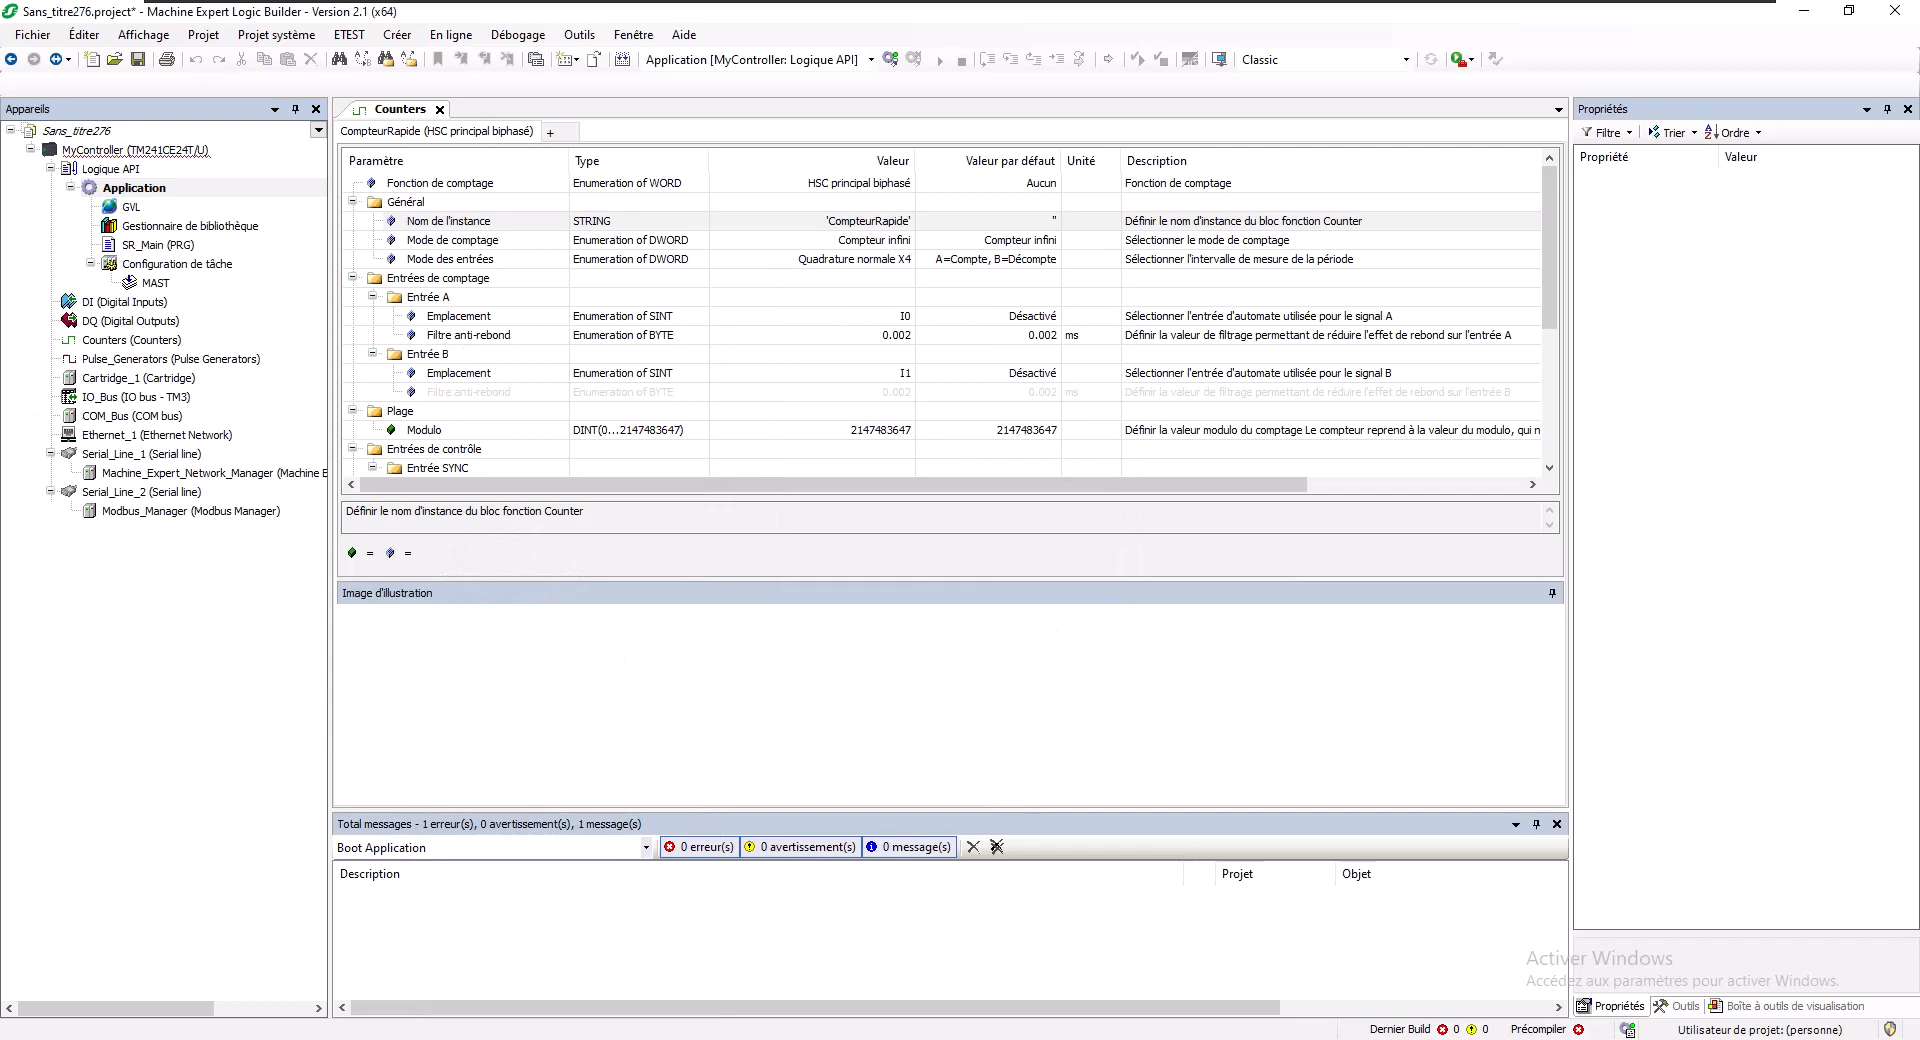 Sans_titre276.project* - Machine Expert Logic Builder - Version 2.1 (x64)
Fichier Éditer Affichage Projet Projet système ETEST Créer En ligne Débogage Outils Fenêtre Aide
Application [MyController: Logique API] Classic
Appareils
Sans_titre276
MyController (TM241CE24T/U)
Logique API
Application
GVL
Gestionnaire de bibliothèque
SR_Main (PRG)
Configuration de tâche
MAST
DI (Digital Inputs)
DQ (Digital Outputs)
Counters (Counters)
Pulse_Generators (Pulse Generators)
Cartridge_1 (Cartridge)
IO_Bus (IO bus - TM3)
COM_Bus (COM bus)
Ethernet_1 (Ethernet Network)
Serial_Line_1 (Serial line)
Machine_Expert_Network_Manager (Machine E
Serial_Line_2 (Serial line)
Modbus_Manager (Modbus Manager)
Counters
CompteurRapide (HSC principal biphasé) +
Paramètre Type Valeur Valeur par défaut Unité Description
Fonction de comptage Enumeration of WORD HSC principal biphasé Aucun Fonction de comptage
Général
Nom de l'instance STRING 'CompteurRapide' '' Définir le nom d'instance du bloc fonction Counter
Mode de comptage Enumeration of DWORD Compteur infini Compteur infini Sélectionner le mode de comptage
Mode des entrées Enumeration of DWORD Quadrature normale X4 A=Compte, B=Décompte Sélectionner l'intervalle de mesure de la période
Entrées de comptage
Entrée A
Emplacement Enumeration of SINT I0 Désactivé Sélectionner l'entrée d'automate utilisée pour le signal A
Filtre anti-rebond Enumeration of BYTE 0.002 0.002 ms Définir la valeur de filtrage permettant de réduire l'effet de rebond sur l'entrée A
Entrée B
Emplacement Enumeration of SINT I1 Désactivé Sélectionner l'entrée d'automate utilisée pour le signal B
Filtre anti-rebond Enumeration of BYTE 0.002 0.002 ms Définir la valeur de filtrage permettant de réduire l'effet de rebond sur l'entrée B
Plage
Modulo DINT(0...2147483647) 2147483647 2147483647 Définir la valeur modulo du comptage Le compteur reprend à la valeur du modulo, qui n
Entrées de contrôle
Entrée SYNC
Définir le nom d'instance du bloc fonction Counter
= =
Image d'illustration
Total messages - 1 erreur(s), 0 avertissement(s), 1 message(s)
Boot Application 0 erreur(s) 0 avertissement(s) 0 message(s)
Description Projet Objet
Propriétés
Filtre Trier Ordre
Propriété Valeur
Activer Windows
Accédez aux paramètres pour activer Windows.
Propriétés Outils Boîte à outils de visualisation
Dernier Build 0 0 Précompiler Utilisateur de projet: (personne)